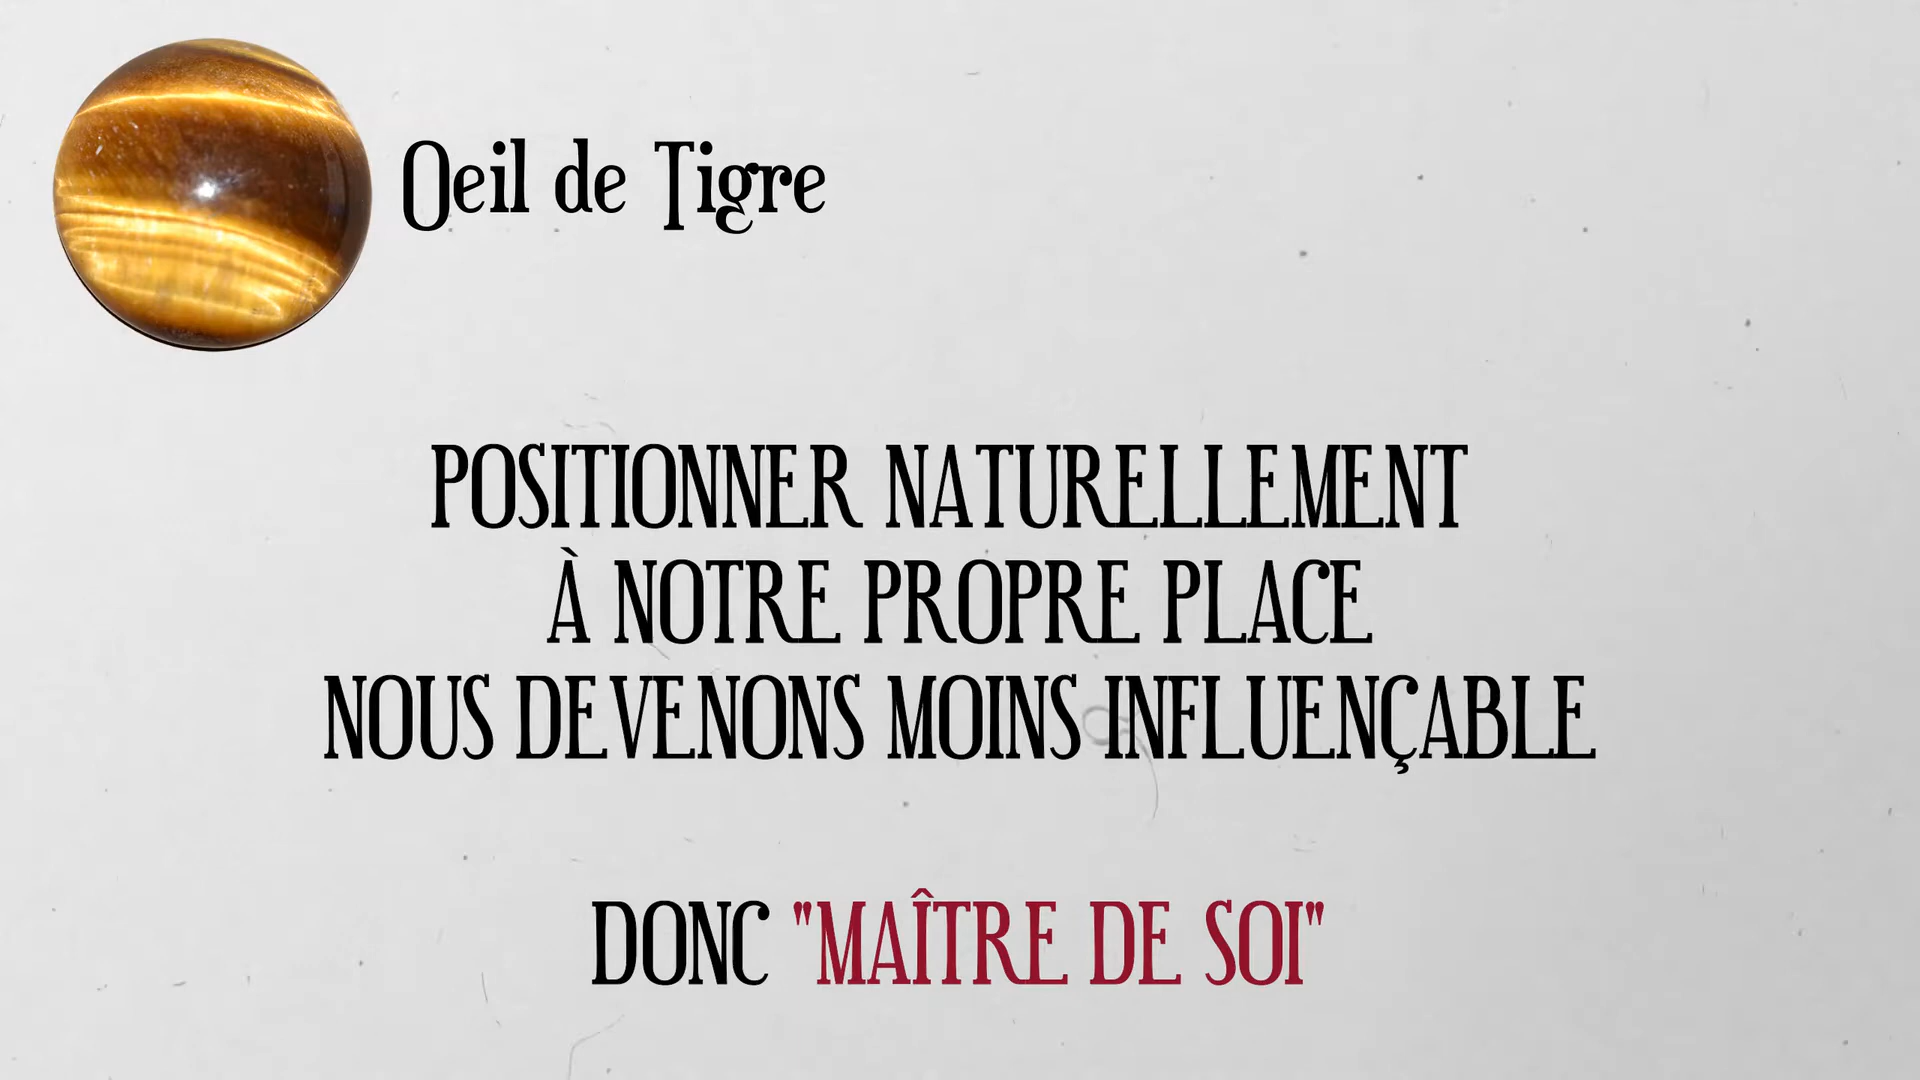 Oeil de Tigre
POSITIONNER NATURELLEMENT
À NOTRE PROPRE PLACE
NOUS DEVENONS MOINS INFLUENÇABLE
DONC "MAÎTRE DE SOI"